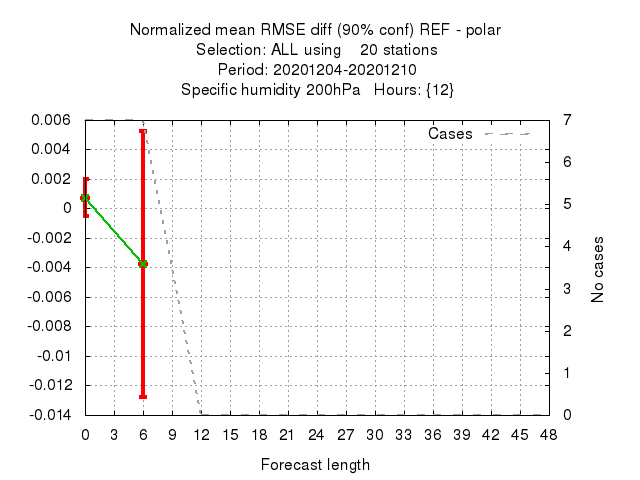 Normalized mean RMSE diff (90% conf) REF - polar
Selection: ALL using 20 stations
Period: 20201204-20201210
Specific humidity 200hPa Hours: {12}
Cases
0.006
0.004
0.002
0
-0.002
-0.004
-0.006
-0.008
-0.01
-0.012
-0.014
7
6
5
4
3
2
1
0
No cases
0 3 6 9 12 15 18 21 24 27 30 33 36 39 42 45 48
Forecast length